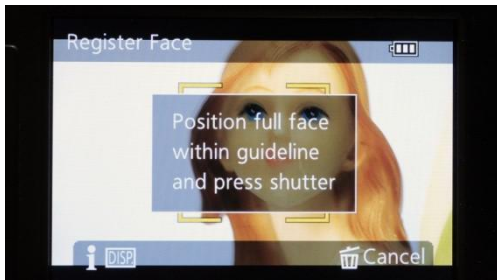 Register Face
Position full face
within guideline
and press shutter
i DISP. Cancel